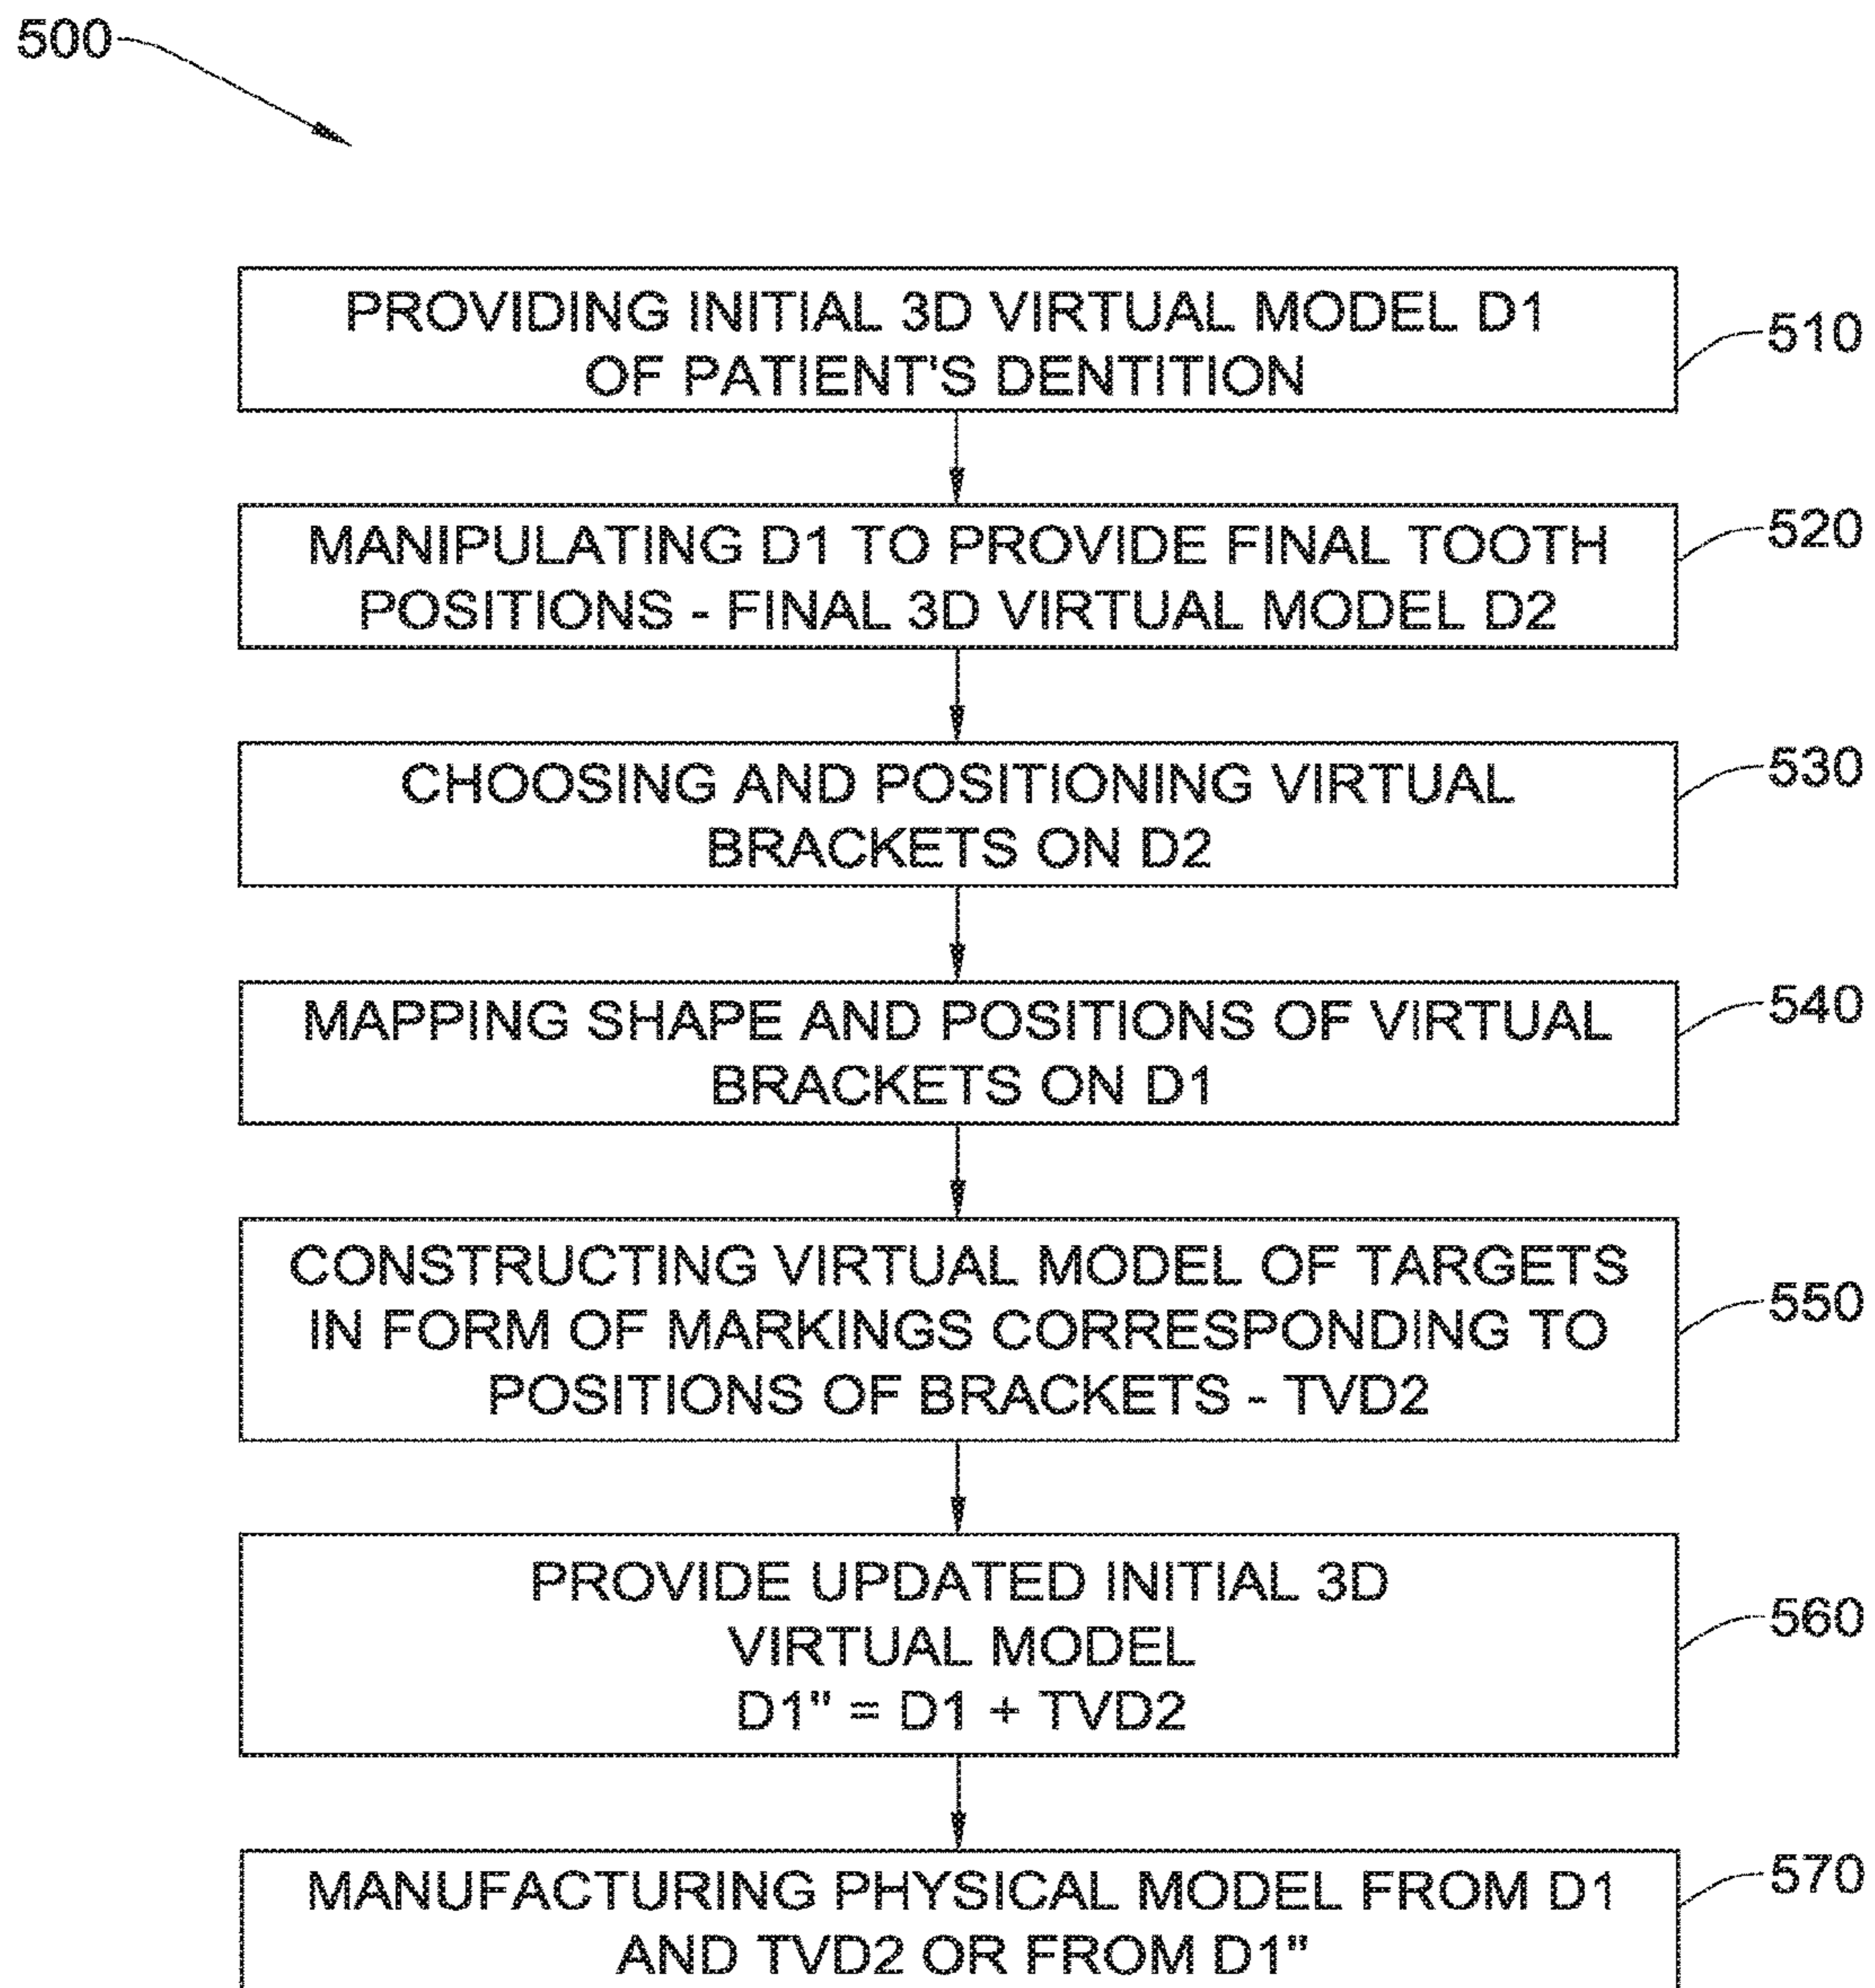 500
PROVIDING INITIAL 3D VIRTUAL MODEL D1
OF PATIENT'S DENTITION
510
MANIPULATING D1 TO PROVIDE FINAL TOOTH
POSITIONS - FINAL 3D VIRTUAL MODEL D2
520
CHOOSING AND POSITIONING VIRTUAL
BRACKETS ON D2
530
MAPPING SHAPE AND POSITIONS OF VIRTUAL
BRACKETS ON D1
540
CONSTRUCTING VIRTUAL MODEL OF TARGETS
IN FORM OF MARKINGS CORRESPONDING TO
POSITIONS OF BRACKETS - TVD2
550
PROVIDE UPDATED INITIAL 3D
VIRTUAL MODEL
D1" = D1 + TVD2
560
MANUFACTURING PHYSICAL MODEL FROM D1
AND TVD2 OR FROM D1"
570